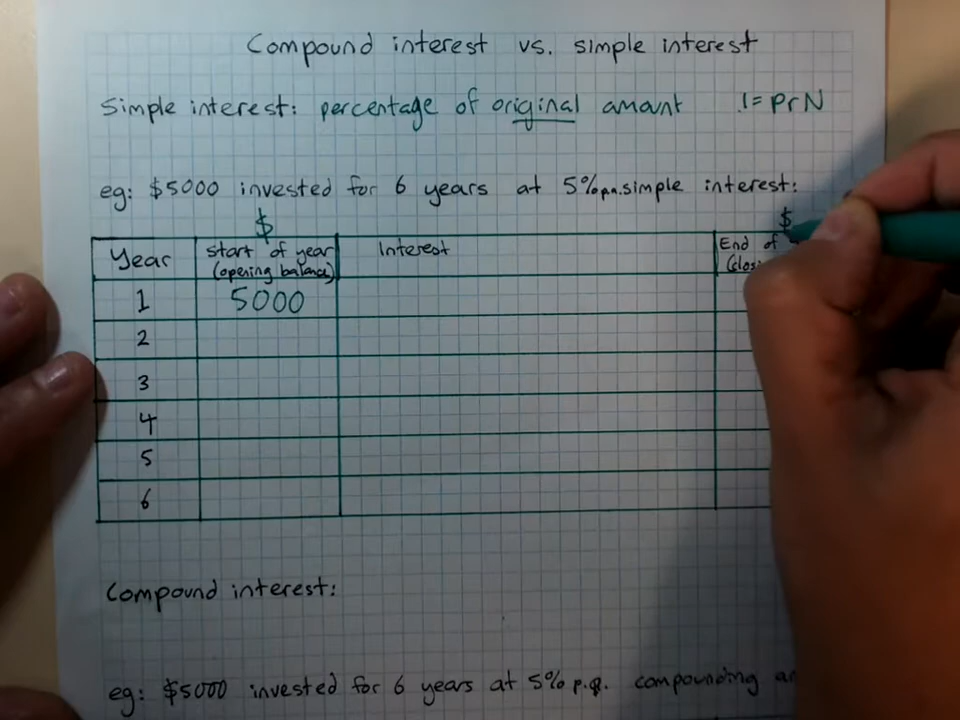 Compound interest vs. simple interest
Simple interest: percentage of original amount I = PrN
eg: $5000 invested for 6 years at 5% p.a. simple interest:
$ $
Year Start of year Interest End of
(opening balance)
1 5000
2
3
4
5
6
Compound interest:
eg: $5000 invested for 6 years at 5% p.a. compounding